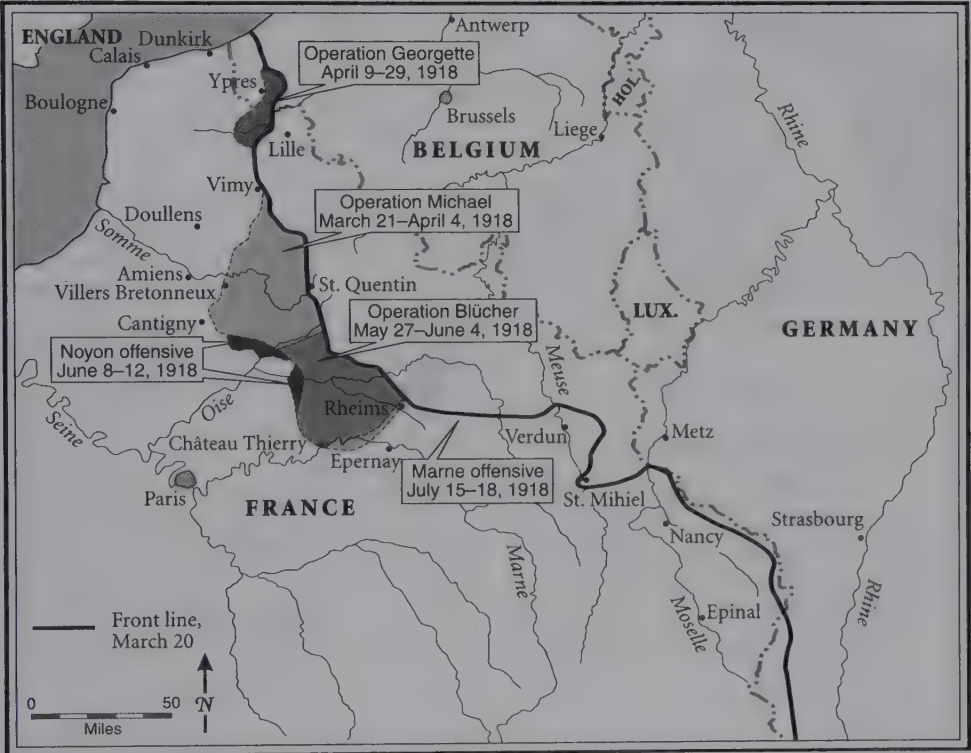 ENGLAND
Dunkirk
Calais
Boulogne
Ypres
Operation Georgette
April 9–29, 1918
Antwerp
Brussels
HOL.
Liege
Rhine
Lille
BELGIUM
Vimy
Operation Michael
March 21–April 4, 1918
Doullens
Somme
Amiens
Villers Bretonneux
St. Quentin
Cantigny
Operation Blücher
May 27–June 4, 1918
LUX.
GERMANY
Noyon offensive
June 8–12, 1918
Meuse
Oise
Rheims
Seine
Château Thierry
Epernay
Verdun
Metz
Marne offensive
July 15–18, 1918
Paris
FRANCE
St. Mihiel
Nancy
Strasbourg
Marne
Moselle
Epinal
Rhine
Front line,
March 20
0 50
Miles
N